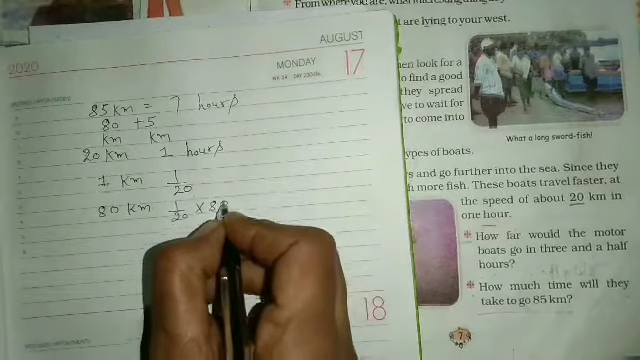 2020
AUGUST
MONDAY
17
85 km = ? hours
80 + 5
km km
20 km 1 hours
1 km 1/20
80 km 1/20 × 8
18
From where you are, what
t are lying to your west.
hen look for a
o find a good
they spread
ve to wait for
to come into
What a long sword-fish!
ypes of boats.
s and go further into the sea. Since they
h more fish. These boats travel faster, at
the speed of about 20 km in
one hour.
How far would the motor
boats go in three and a half
hours?
How much time will they
take to go 85 km?
7